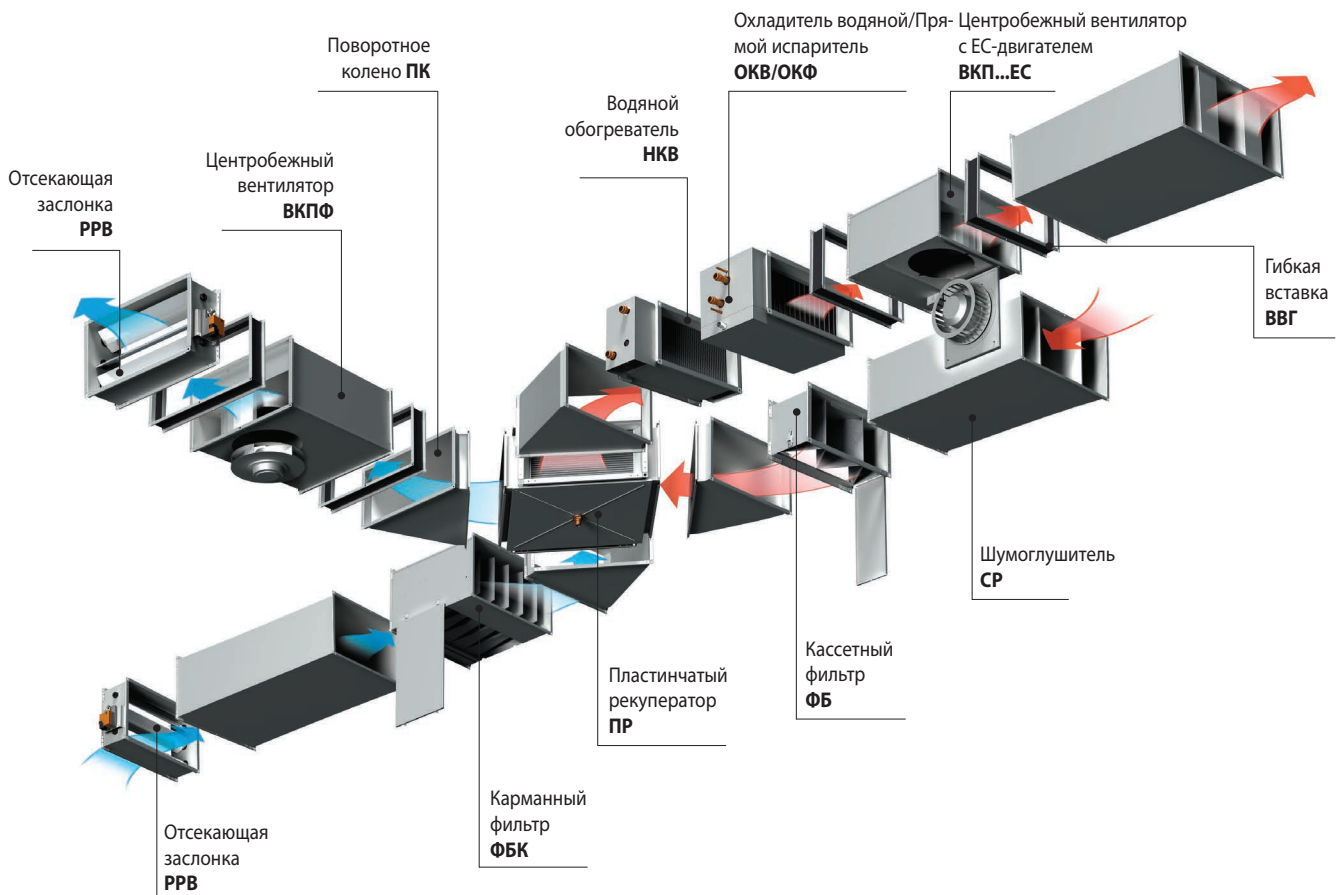 Охладитель водяной/Пря-
мой испаритель
ОКВ/ОКФ
Центробежный вентилятор
с ЕС-двигателем
ВКП...ЕС
Поворотное
колено ПК
Водяной
обогреватель
НКВ
Центробежный
вентилятор
ВКПФ
Отсекающая
заслонка
РРВ
Гибкая
вставка
ВВГ
Шумоглушитель
СР
Кассетный
фильтр
ФБ
Пластинчатый
рекуператор
ПР
Карманный
фильтр
ФБК
Отсекающая
заслонка
РРВ